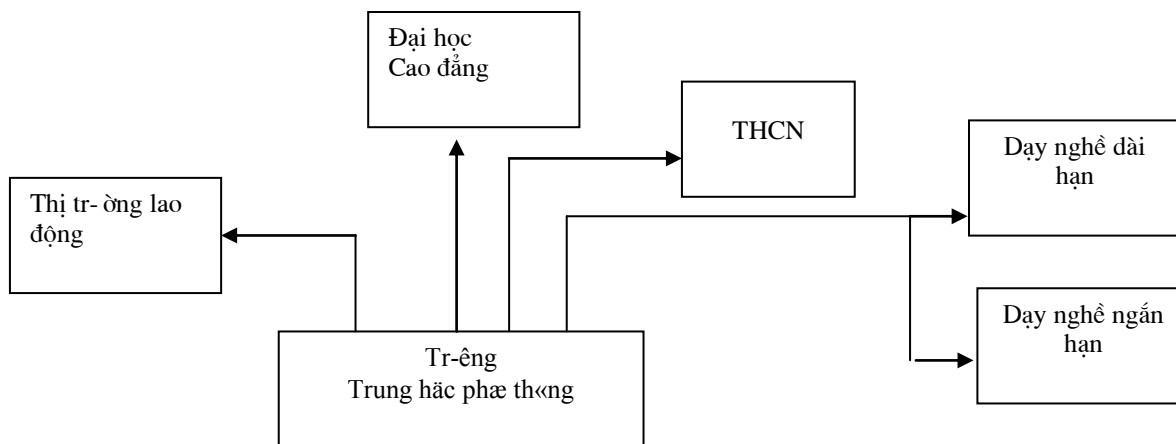 Đại học
Cao đẳng
THCN
Dạy nghề dài
hạn
Thị tr- ờng lao
động
Dạy nghề ngắn
hạn
Tr-êng
Trung häc phæ th«ng